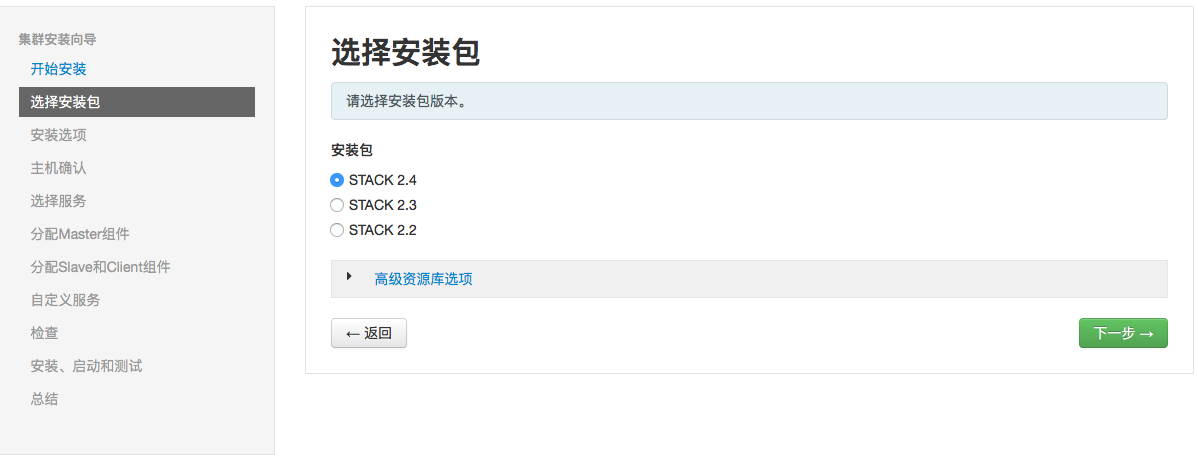 集群安装向导
开始安装
选择安装包
安装选项
主机确认
选择服务
分配Master组件
分配Slave和Client组件
自定义服务
检查
安装、启动和测试
总结
选择安装包
请选择安装包版本。
安装包
STACK 2.4
STACK 2.3
STACK 2.2
高级资源库选项
← 返回
下一步 →